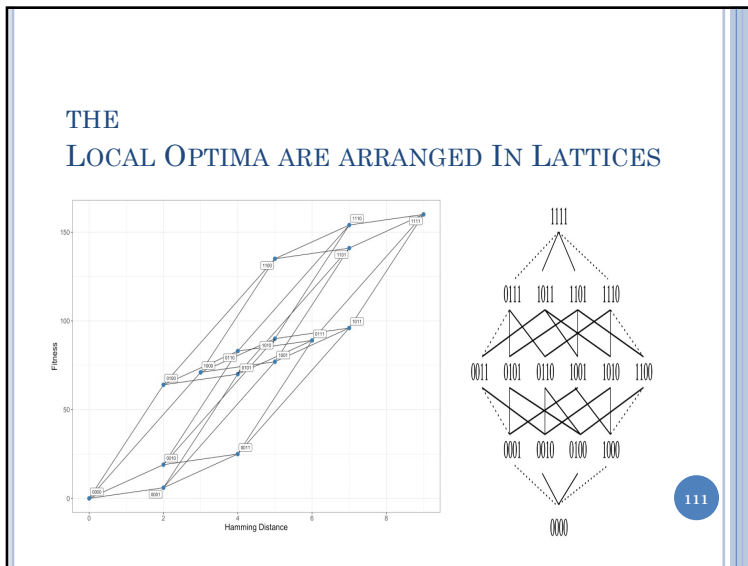 THE
LOCAL OPTIMA ARE ARRANGED IN LATTICES
150
100
50
0
Fitness
0 2 4 6 8
Hamming Distance
1110
1111
1100
1101
1011
0111
0110
1010
1000
1001
0100
0101
0010
0011
0000
0001
1111
0111 1011 1101 1110
0011 0101 0110 1001 1010 1100
0001 0010 0100 1000
0000
111